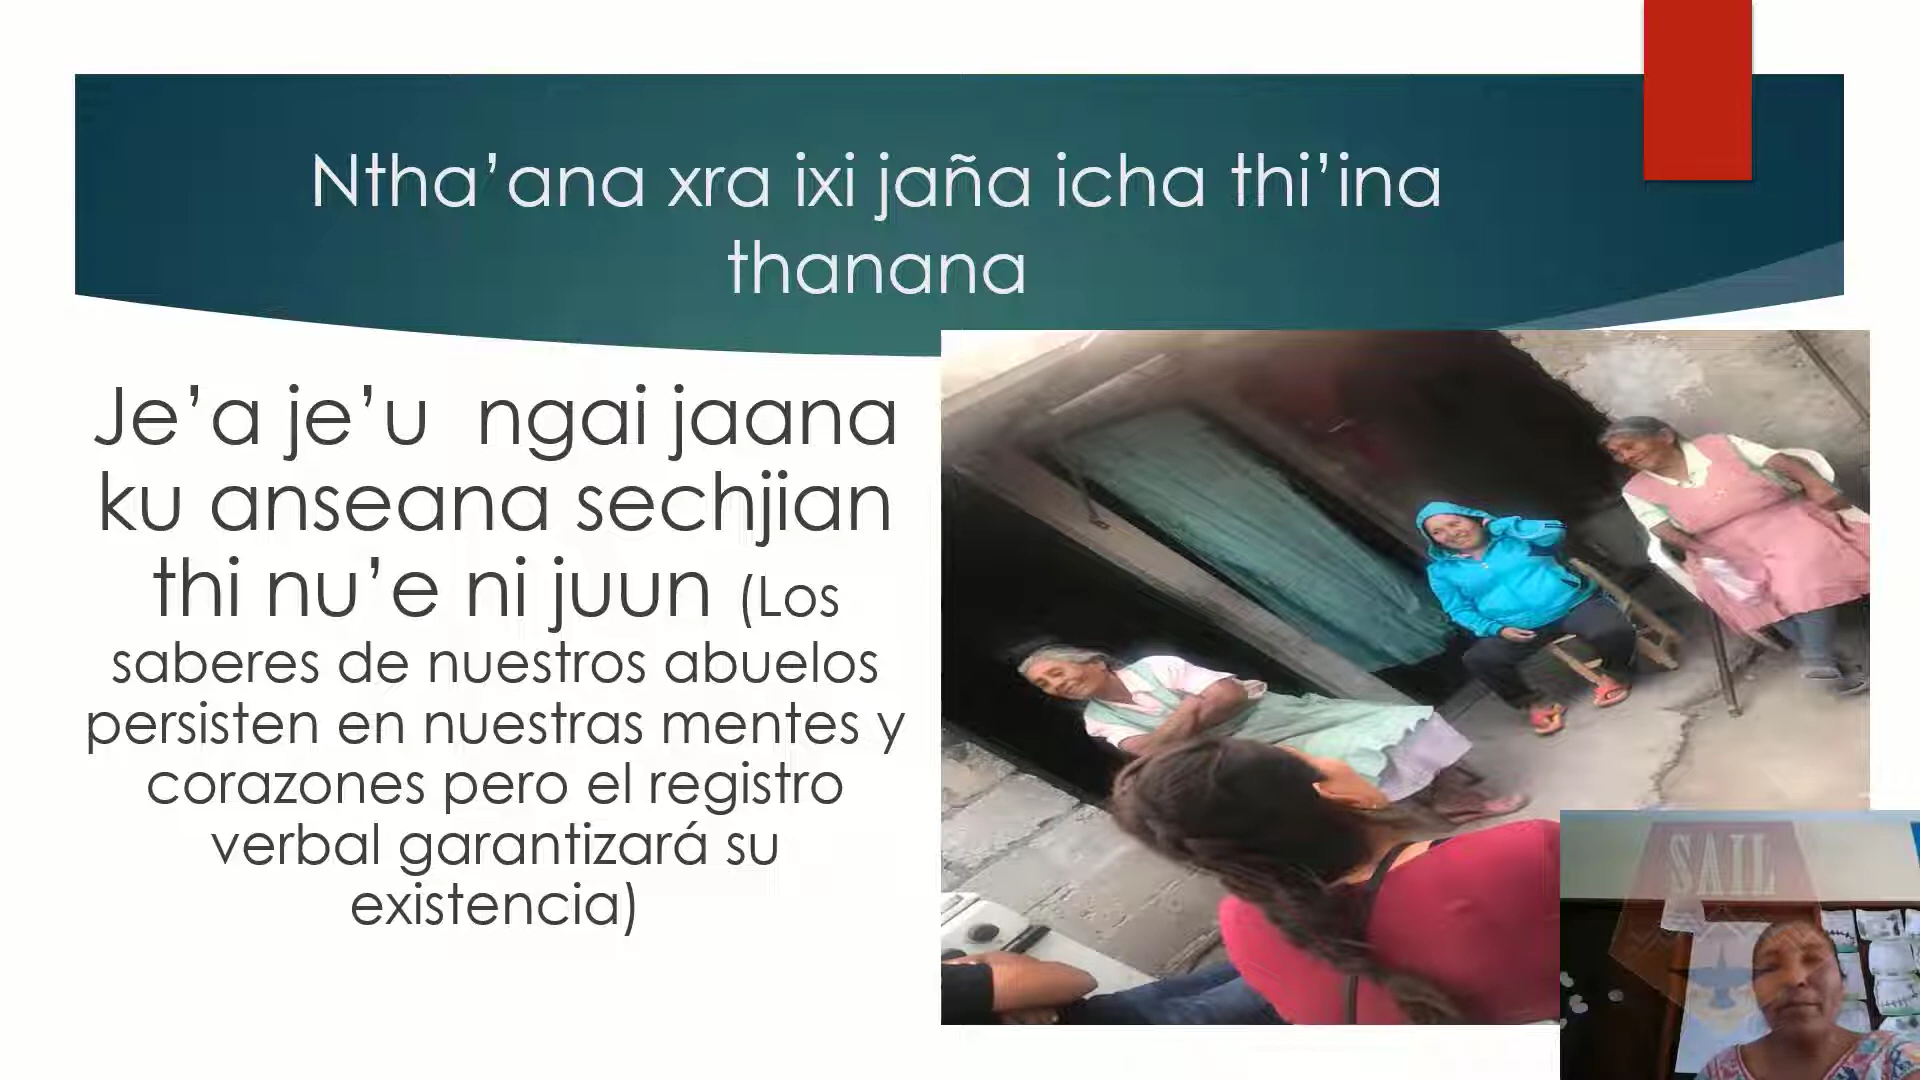 Ntha’ana xra ixi jaña icha thi’ina
thanana
Je’a je’u  ngai jaana
ku anseana sechjian
thi nu’e ni juun (Los
saberes de nuestros abuelos
persisten en nuestras mentes y
corazones pero el registro
verbal garantizará su
existencia)
SAIL